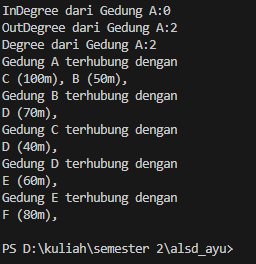 InDegree dari Gedung A:0
OutDegree dari Gedung A:2
Degree dari Gedung A:2
Gedung A terhubung dengan
C (100m), B (50m),
Gedung B terhubung dengan
D (70m),
Gedung C terhubung dengan
D (40m),
Gedung D terhubung dengan
E (60m),
Gedung E terhubung dengan
F (80m),
PS D:\kuliah\semester 2\alsd_ayu>